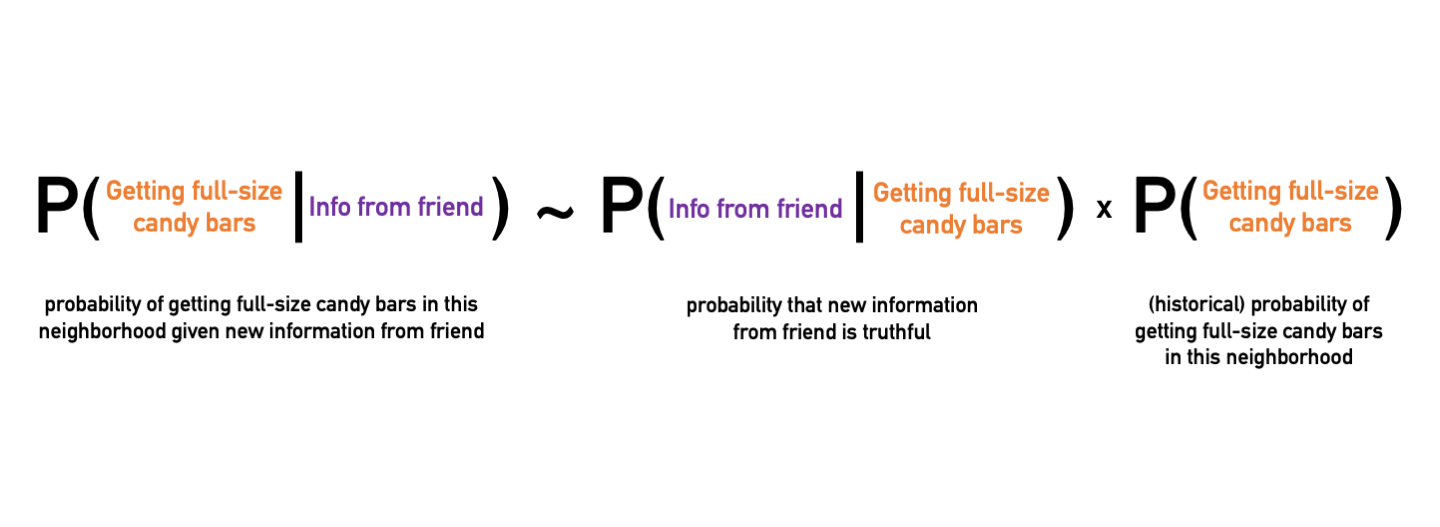 P(Getting full-size candy bars | Info from friend) ~ P(Info from friend | Getting full-size candy bars) x P(Getting full-size candy bars)
probability of getting full-size candy bars in this
neighborhood given new information from friend
probability that new information
from friend is truthful
(historical) probability of
getting full-size candy bars
in this neighborhood